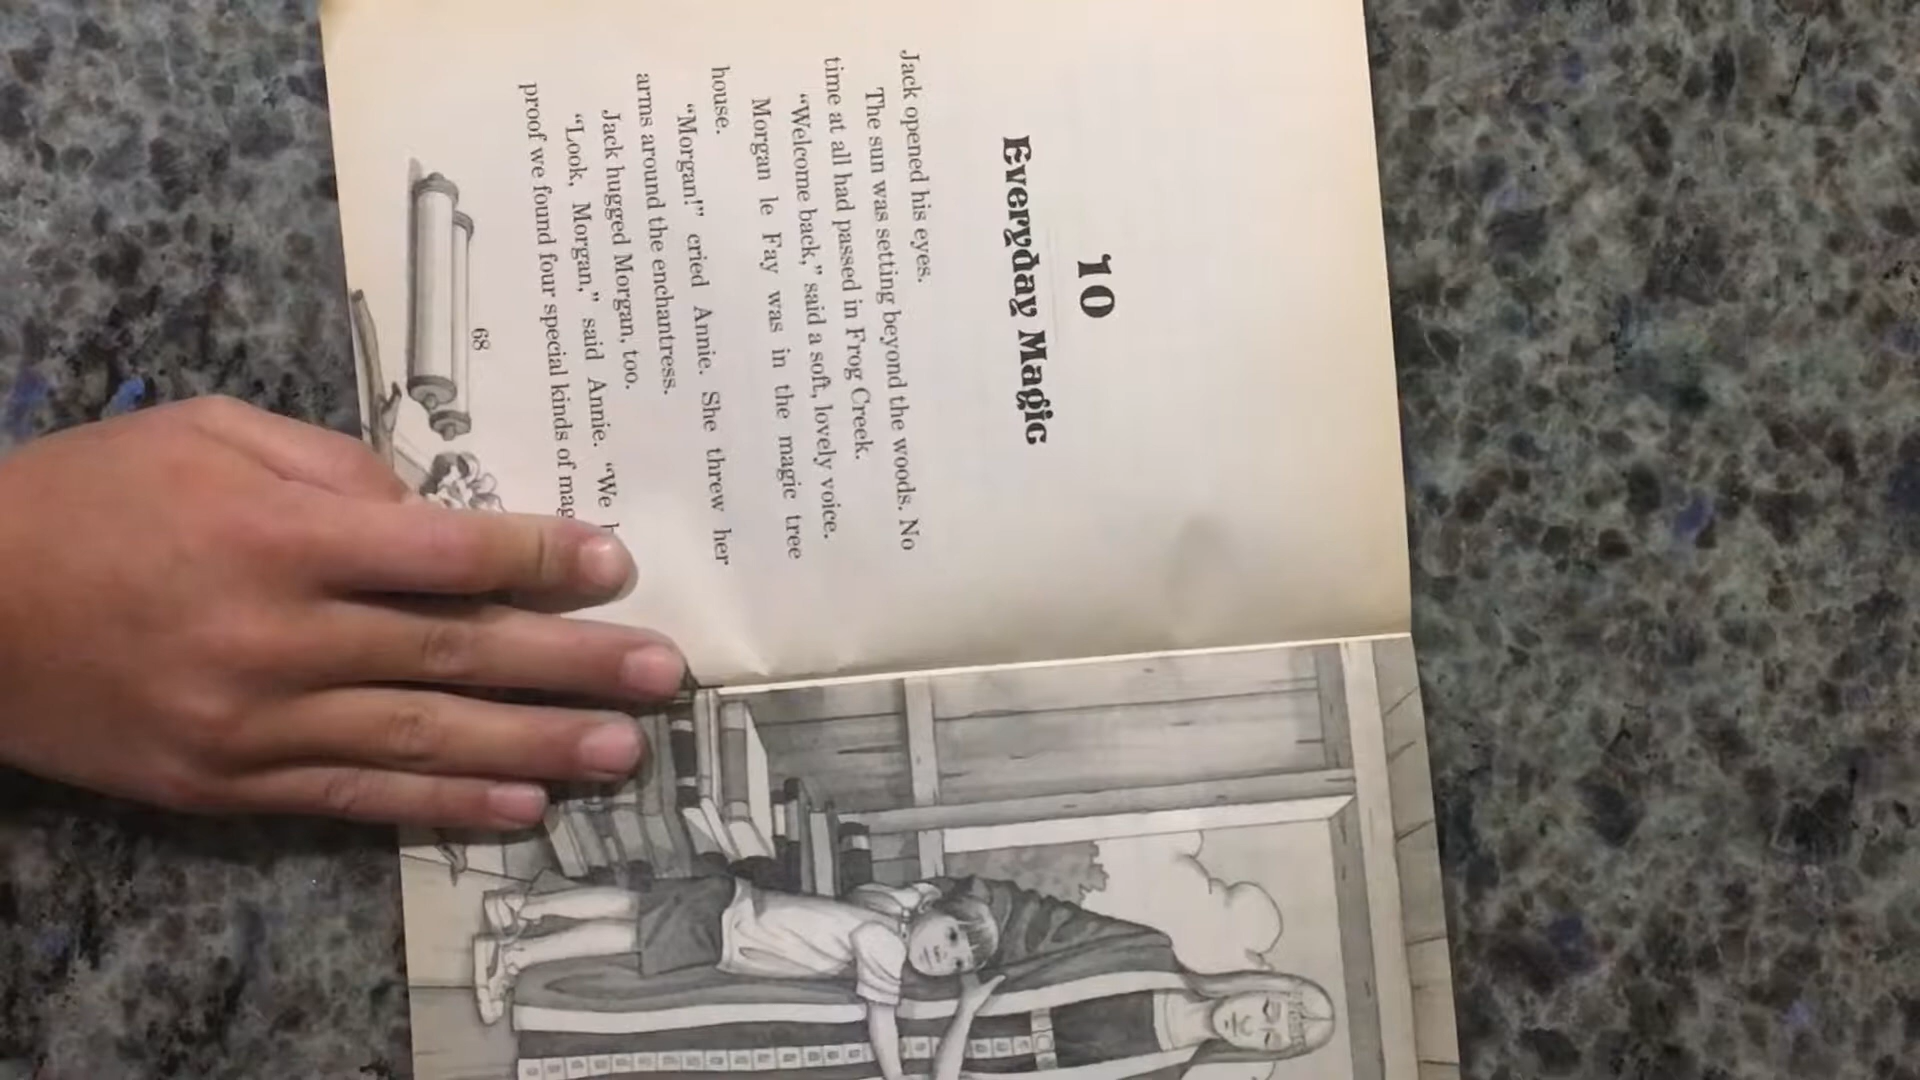 10
Everyday Magic
Jack opened his eyes.
The sun was setting beyond the woods. No
time at all had passed in Frog Creek.
“Welcome back,” said a soft, lovely voice.
Morgan le Fay was in the magic tree
house.
“Morgan!” cried Annie. She threw her
arms around the enchantress.
Jack hugged Morgan, too.
“Look, Morgan,” said Annie. “We
proof we found four special kinds of
68